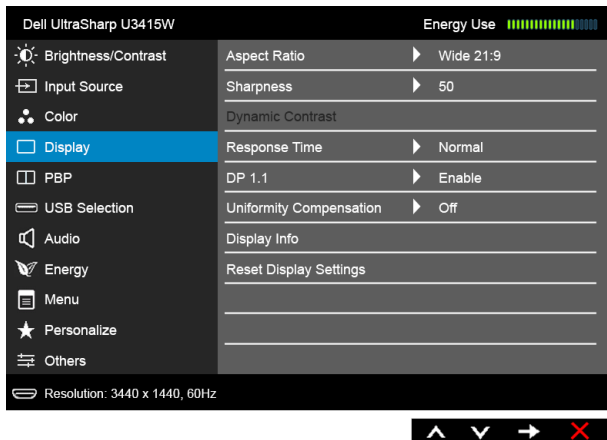 Dell UltraSharp U3415W Energy Use
Brightness/Contrast Aspect Ratio Wide 21:9
Input Source Sharpness 50
Color Dynamic Contrast
Display Response Time Normal
PBP DP 1.1 Enable
USB Selection Uniformity Compensation Off
Audio Display Info
Energy Reset Display Settings
Menu
Personalize
Others
Resolution: 3440 x 1440, 60Hz